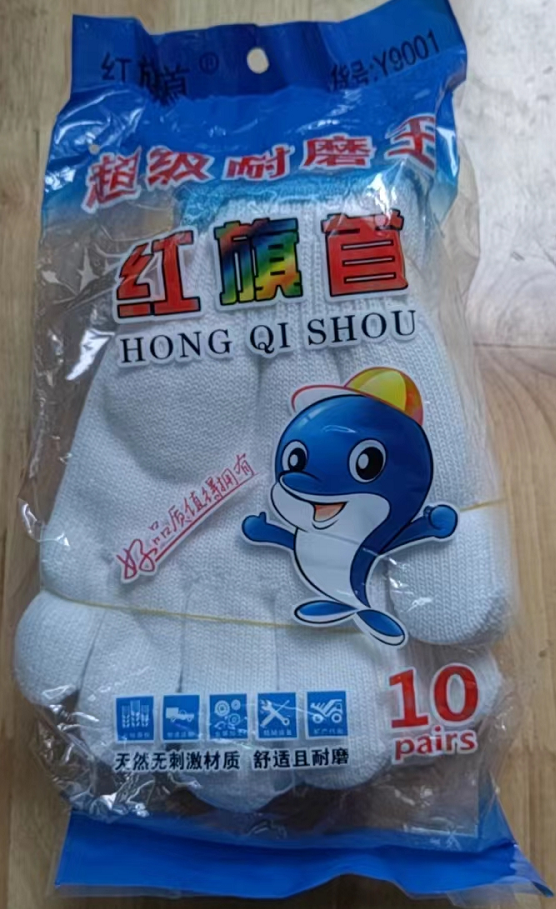 红旗首®
货号:Y9001
超级耐磨王
红旗首
HONG QI SHOU
好品质值得拥有
10
pairs
天然无刺激材质 舒适且耐磨